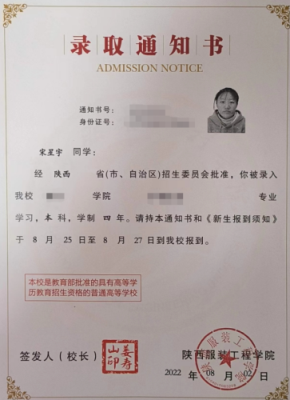 录取通知书
ADMISSION NOTICE
通知书号:
身份证号:
宋星宇 同学:
经 陕西 省(市、自治区)招生委员会批准,你被录入
我校 学院 专业
学习,本科,学制 四年。请持本通知书和《新生报到须知》
于 8 月 25 日至 8 月 27 日到我校报到。
本校是教育部批准的具有高等学
历教育招生资格的普通高等学校
签发人(校长)
陕西服装工程学院
2022 年 08 月 02 日